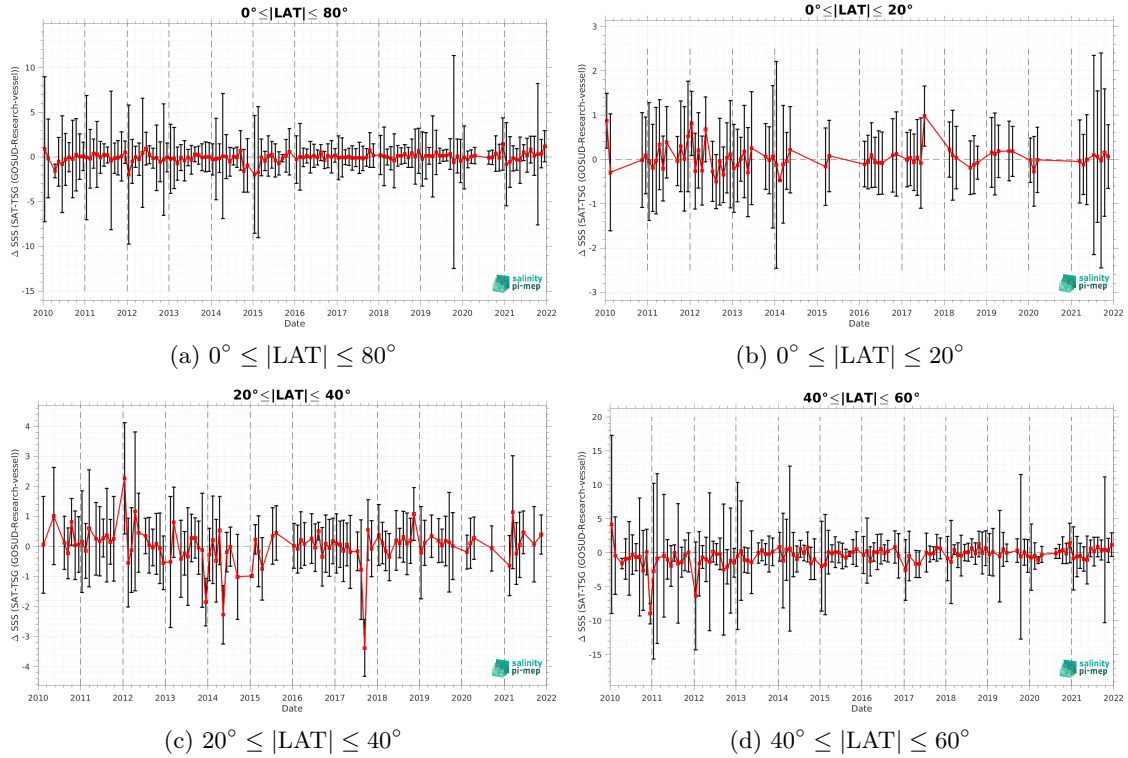 0°≤|LAT|≤ 80°
Δ SSS (SAT-TSG (GOSUD-Research-vessel))
10
5
0
-5
-10
-15
2010 2011 2012 2013 2014 2015 2016 2017 2018 2019 2020 2021 2022
Date
salinity
pi-mep
(a) 0° ≤ |LAT| ≤ 80°
0°≤|LAT|≤ 20°
Δ SSS (SAT-TSG (GOSUD-Research-vessel))
3
2
1
0
-1
-2
-3
2010 2011 2012 2013 2014 2015 2016 2017 2018 2019 2020 2021 2022
Date
salinity
pi-mep
(b) 0° ≤ |LAT| ≤ 20°
20°≤|LAT|≤ 40°
Δ SSS (SAT-TSG (GOSUD-Research-vessel))
4
3
2
1
0
-1
-2
-3
-4
2010 2011 2012 2013 2014 2015 2016 2017 2018 2019 2020 2021 2022
Date
salinity
pi-mep
(c) 20° ≤ |LAT| ≤ 40°
40°≤|LAT|≤ 60°
Δ SSS (SAT-TSG (GOSUD-Research-vessel))
20
15
10
5
0
-5
-10
-15
2010 2011 2012 2013 2014 2015 2016 2017 2018 2019 2020 2021 2022
Date
salinity
pi-mep
(d) 40° ≤ |LAT| ≤ 60°